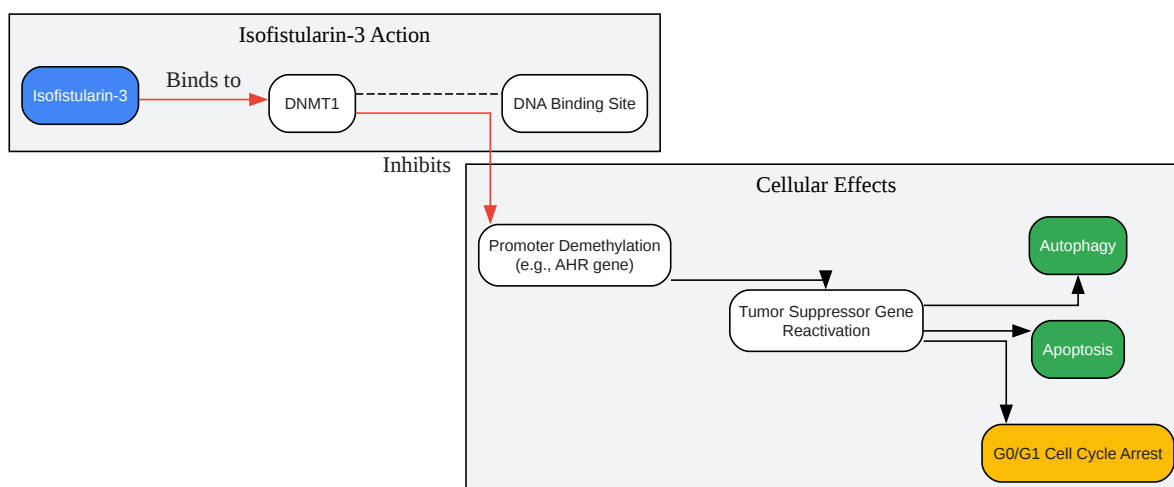 Isofistularin-3 Action
Isofistularin-3
Binds to
DNMT1
DNA Binding Site
Inhibits
Cellular Effects
Promoter Demethylation
(e.g., AHR gene)
Autophagy
Tumor Suppressor Gene
Reactivation
Apoptosis
G0/G1 Cell Cycle Arrest